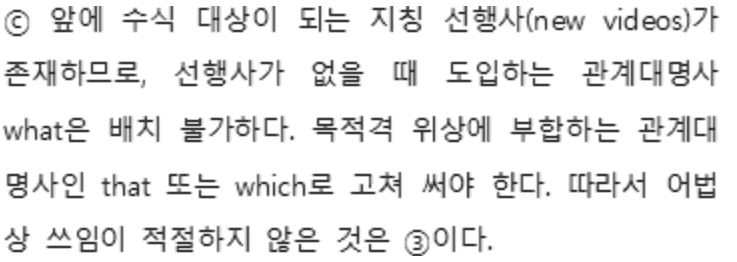 ⓒ 앞에 수식 대상이 되는 지칭 선행사(new videos)가
존재하므로, 선행사가 없을 때 도입하는 관계대명사
what은 배치 불가하다. 목적격 위상에 부합하는 관계대
명사인 that 또는 which로 고쳐 써야 한다. 따라서 어법
상 쓰임이 적절하지 않은 것은 ③이다.